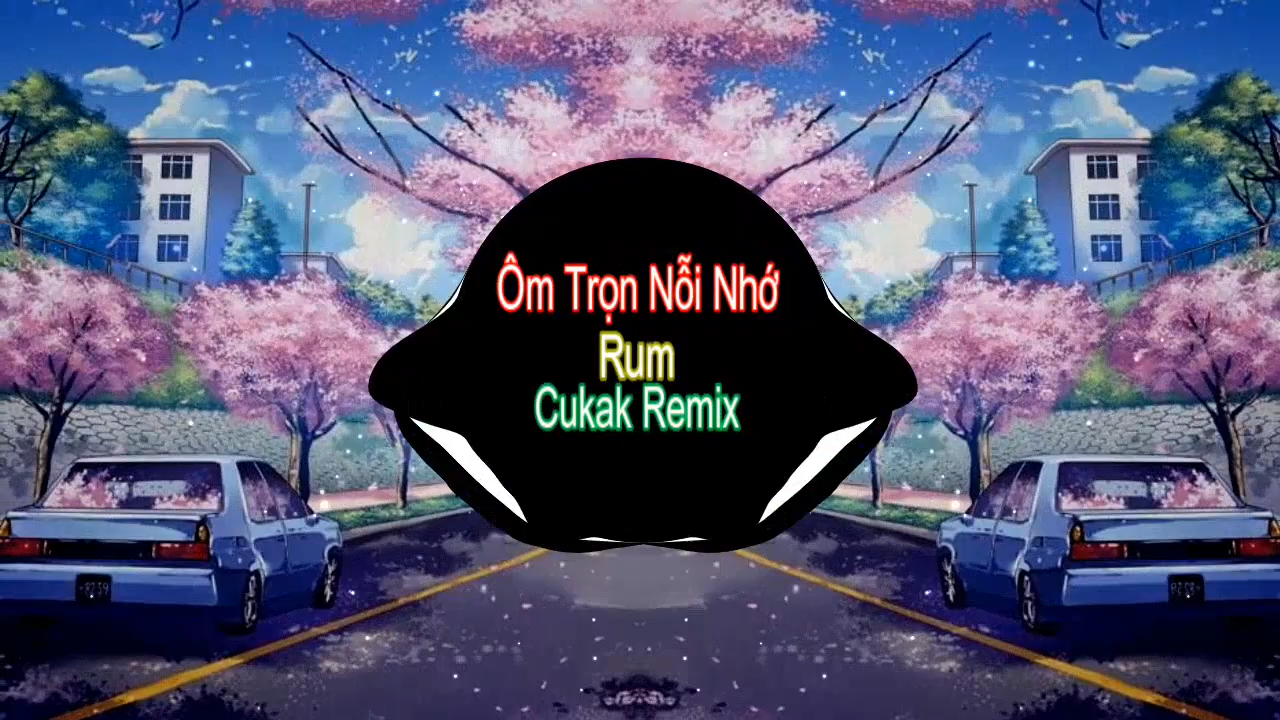 Ôm Trọn Nỗi Nhớ
Rum
Cukak Remix